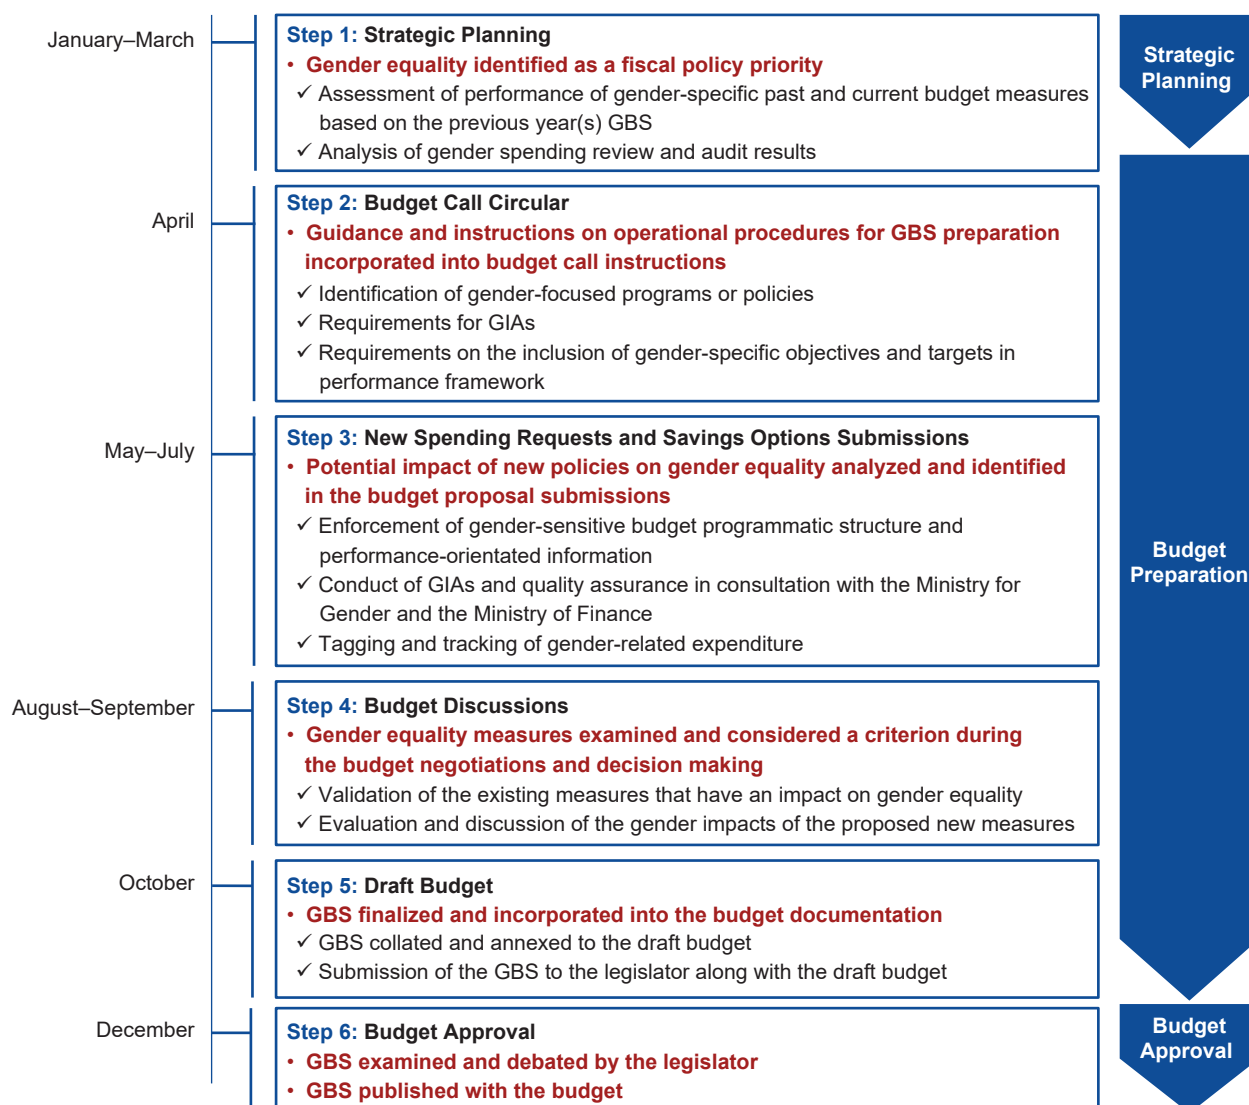 January–March
Step 1: Strategic Planning
• Gender equality identified as a fiscal policy priority
✓ Assessment of performance of gender-specific past and current budget measures
based on the previous year(s) GBS
✓ Analysis of gender spending review and audit results
Strategic
Planning
April
Step 2: Budget Call Circular
• Guidance and instructions on operational procedures for GBS preparation
incorporated into budget call instructions
✓ Identification of gender-focused programs or policies
✓ Requirements for GIAs
✓ Requirements on the inclusion of gender-specific objectives and targets in
performance framework
May–July
Step 3: New Spending Requests and Savings Options Submissions
• Potential impact of new policies on gender equality analyzed and identified
in the budget proposal submissions
✓ Enforcement of gender-sensitive budget programmatic structure and
performance-orientated information
✓ Conduct of GIAs and quality assurance in consultation with the Ministry for
Gender and the Ministry of Finance
✓ Tagging and tracking of gender-related expenditure
Budget
Preparation
August–September
Step 4: Budget Discussions
• Gender equality measures examined and considered a criterion during
the budget negotiations and decision making
✓ Validation of the existing measures that have an impact on gender equality
✓ Evaluation and discussion of the gender impacts of the proposed new measures
October
Step 5: Draft Budget
• GBS finalized and incorporated into the budget documentation
✓ GBS collated and annexed to the draft budget
✓ Submission of the GBS to the legislator along with the draft budget
December
Step 6: Budget Approval
• GBS examined and debated by the legislator
• GBS published with the budget
Budget
Approval